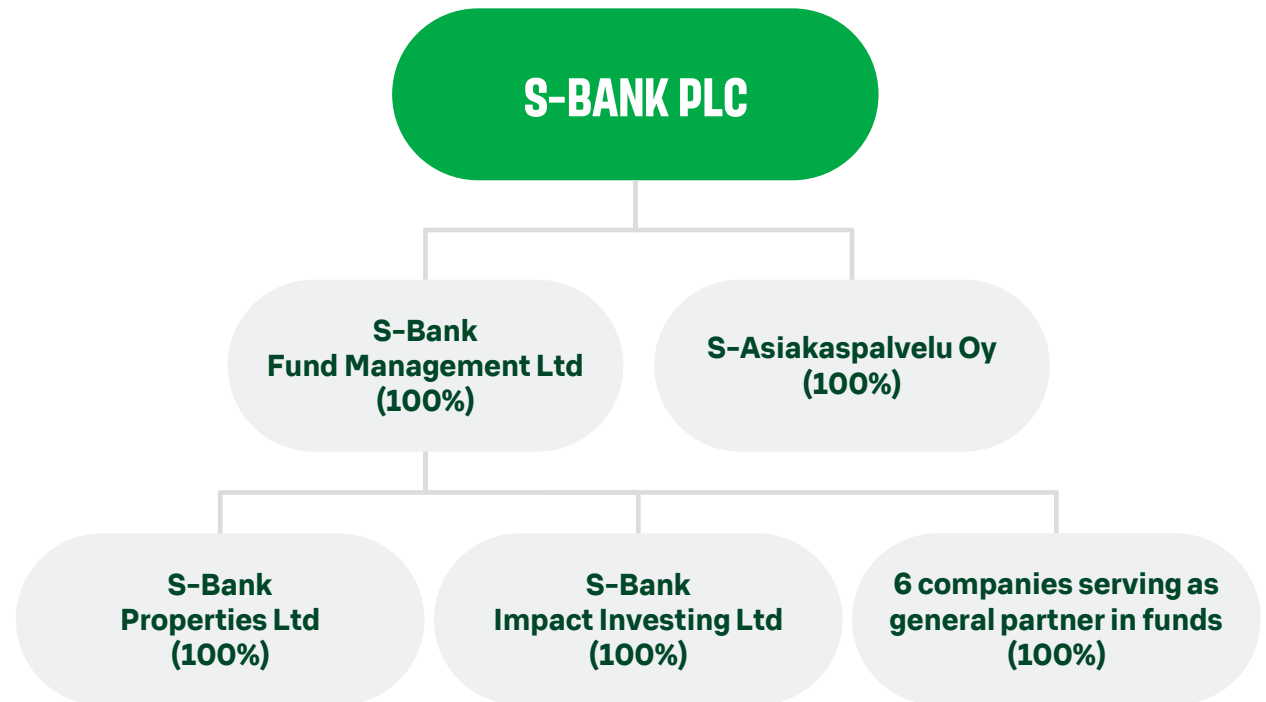 S-BANK PLC
S-Bank
Fund Management Ltd
(100%)
S-Asiakaspalvelu Oy
(100%)
S-Bank
Properties Ltd
(100%)
S-Bank
Impact Investing Ltd
(100%)
6 companies serving as
general partner in funds
(100%)